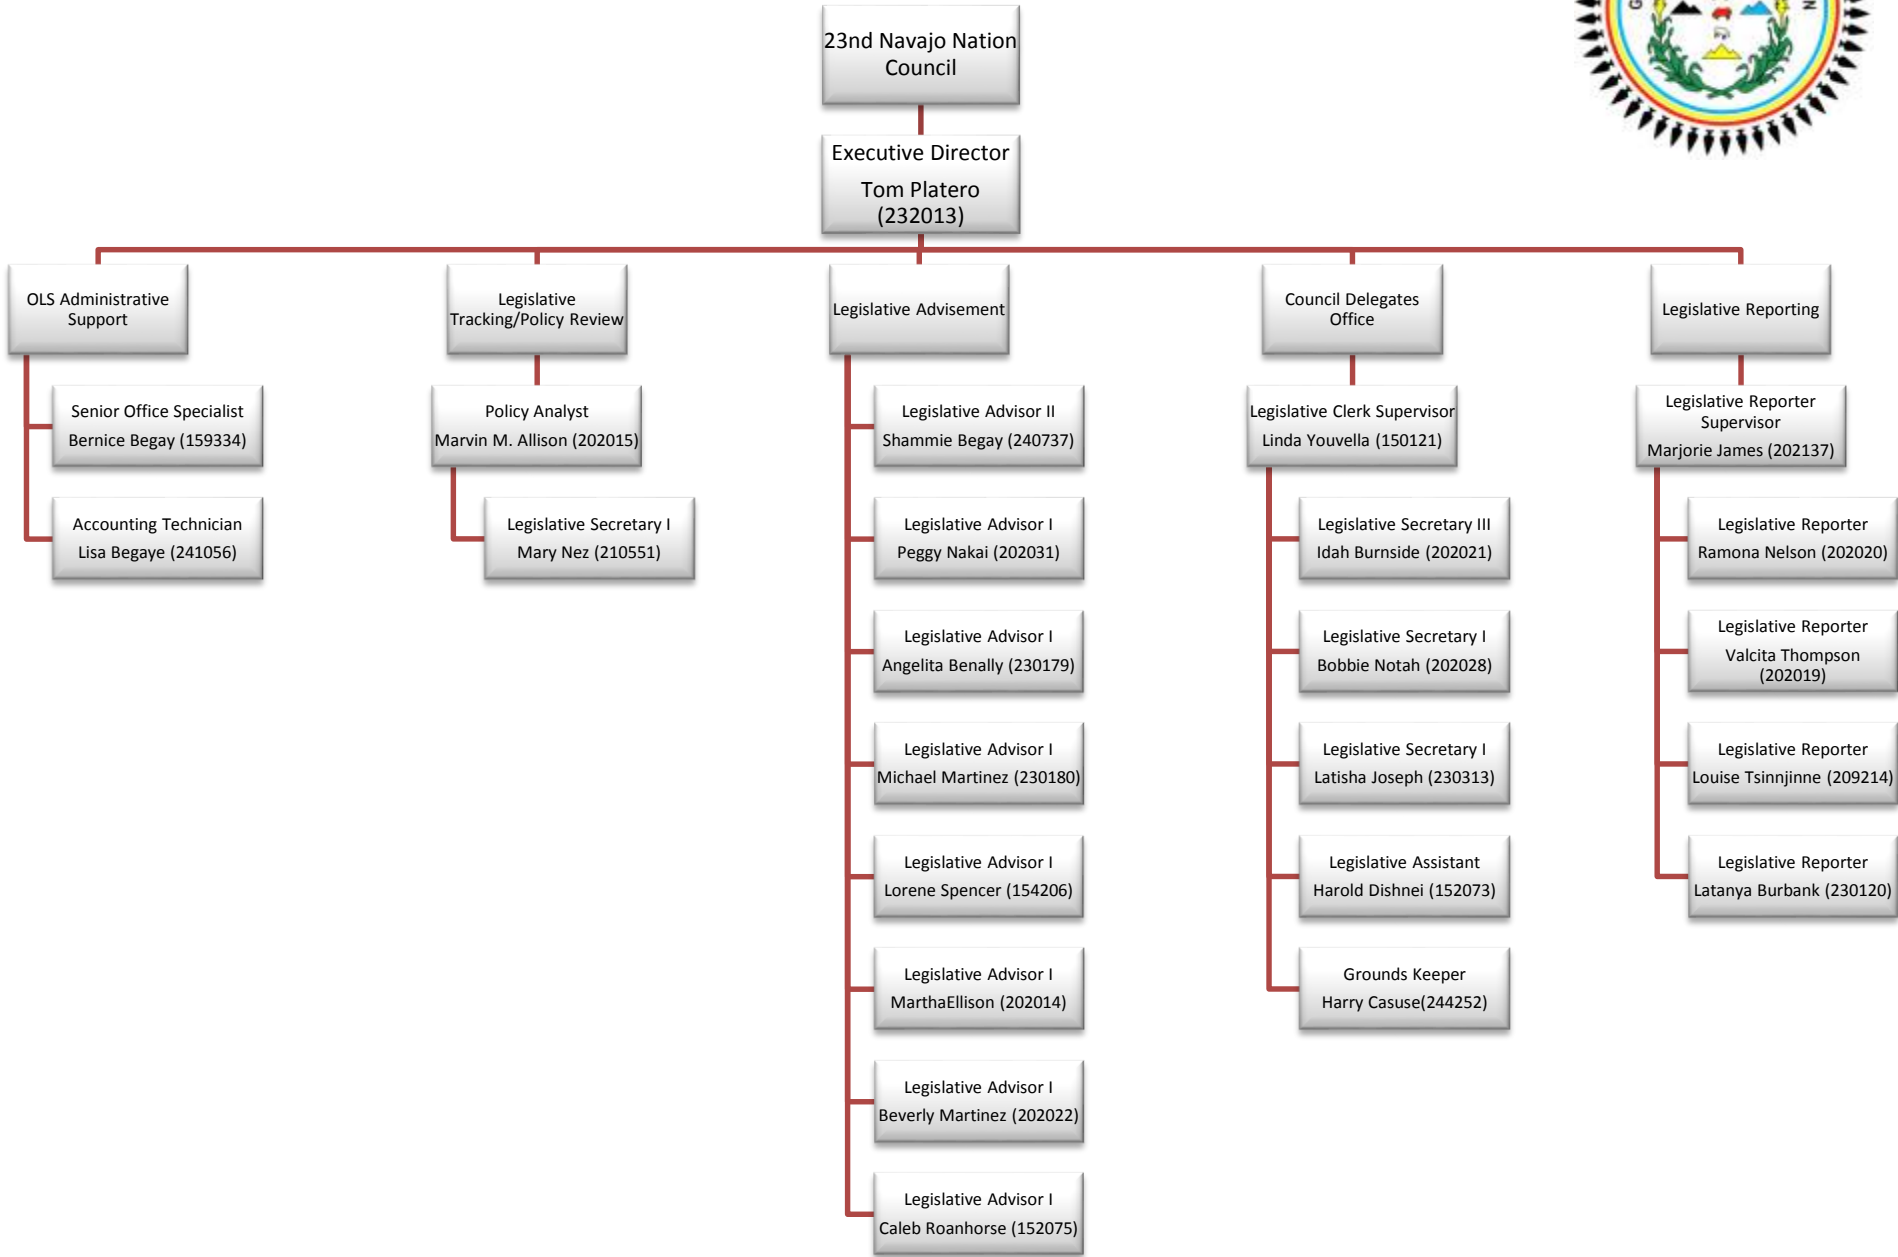 23nd Navajo Nation
Council
Executive Director
Tom Platero
(232013)
OLS Administrative
Support
Senior Office Specialist
Bernice Begay (159334)
Accounting Technician
Lisa Begaye (241056)
Legislative
Tracking/Policy Review
Policy Analyst
Marvin M. Allison (202015)
Legislative Secretary I
Mary Nez (210551)
Legislative Advisement
Legislative Advisor II
Shammie Begay (240737)
Legislative Advisor I
Peggy Nakai (202031)
Legislative Advisor I
Angelita Benally (230179)
Legislative Advisor I
Michael Martinez (230180)
Legislative Advisor I
Lorene Spencer (154206)
Legislative Advisor I
MarthaEllison (202014)
Legislative Advisor I
Beverly Martinez (202022)
Legislative Advisor I
Caleb Roanhorse (152075)
Council Delegates
Office
Legislative Clerk Supervisor
Linda Youvella (150121)
Legislative Secretary III
Idah Burnside (202021)
Legislative Secretary I
Bobbie Notah (202028)
Legislative Secretary I
Latisha Joseph (230313)
Legislative Assistant
Harold Dishnei (152073)
Grounds Keeper
Harry Casuse(244252)
Legislative Reporting
Legislative Reporter
Supervisor
Marjorie James (202137)
Legislative Reporter
Ramona Nelson (202020)
Legislative Reporter
Valcita Thompson
(202019)
Legislative Reporter
Louise Tsinnjinne (209214)
Legislative Reporter
Latanya Burbank (230120)